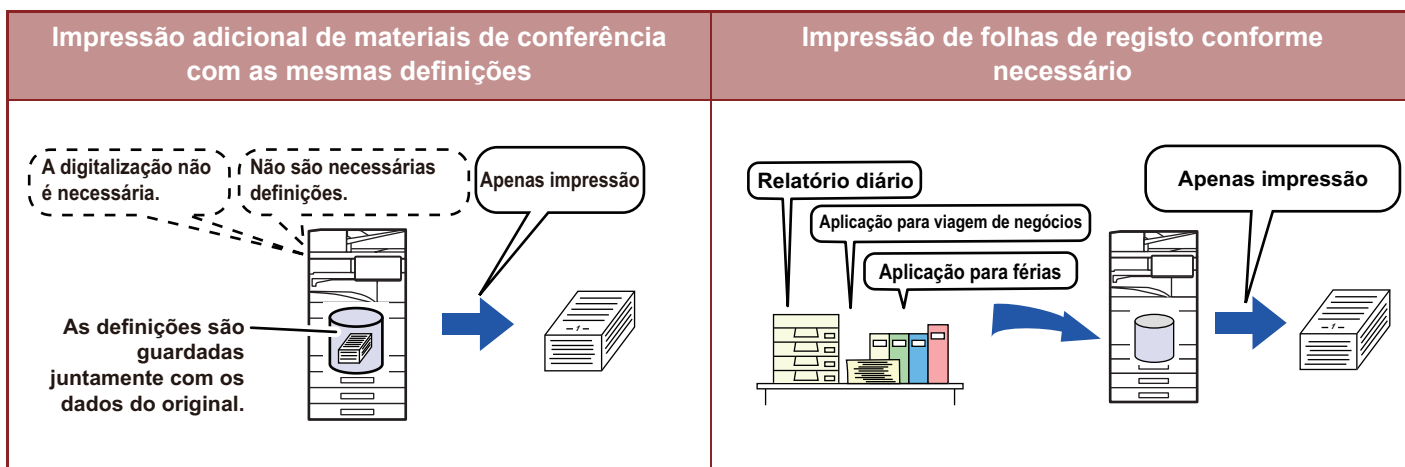 Impressão adicional de materiais de conferência
com as mesmas definições
A digitalização não
é necessária.
Não são necessárias
definições.
Apenas impressão
As definições são
guardadas
juntamente com os
dados do original.
-1-
Impressão de folhas de registo conforme
necessário
Relatório diário
Aplicação para viagem de negócios
Aplicação para férias
Apenas impressão
-1-